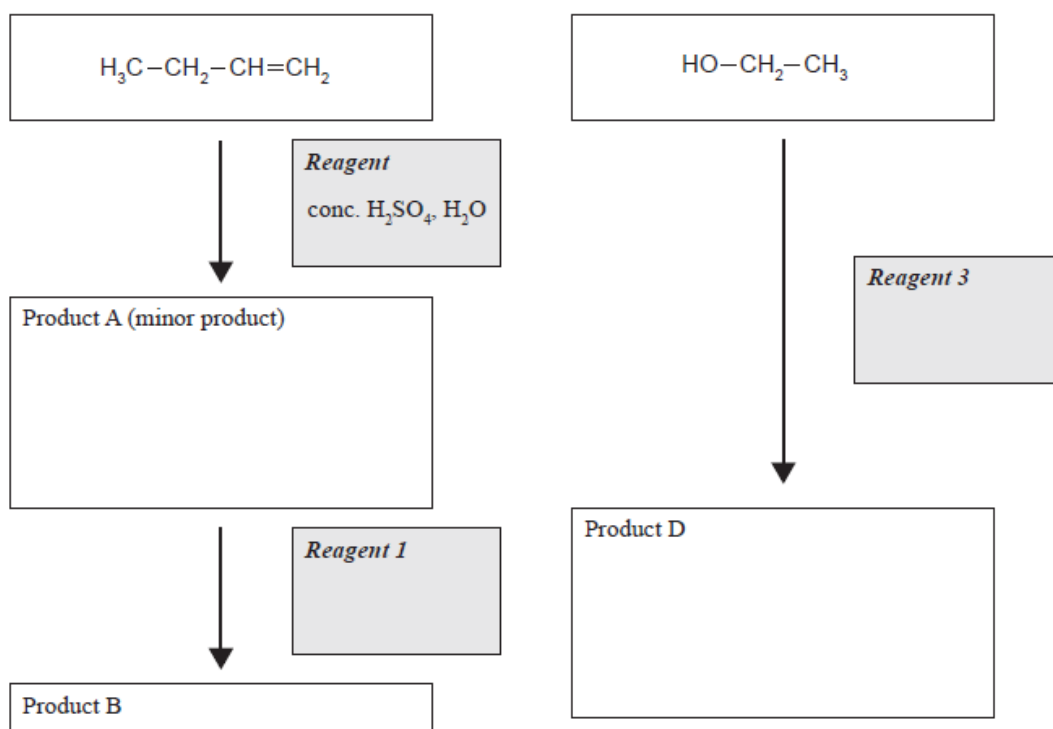 H₃C–CH₂–CH=CH₂
HO–CH₂–CH₃
Reagent
conc. H₂SO₄, H₂O
Reagent 3
Product A (minor product)
Reagent 1
Product D
Product B